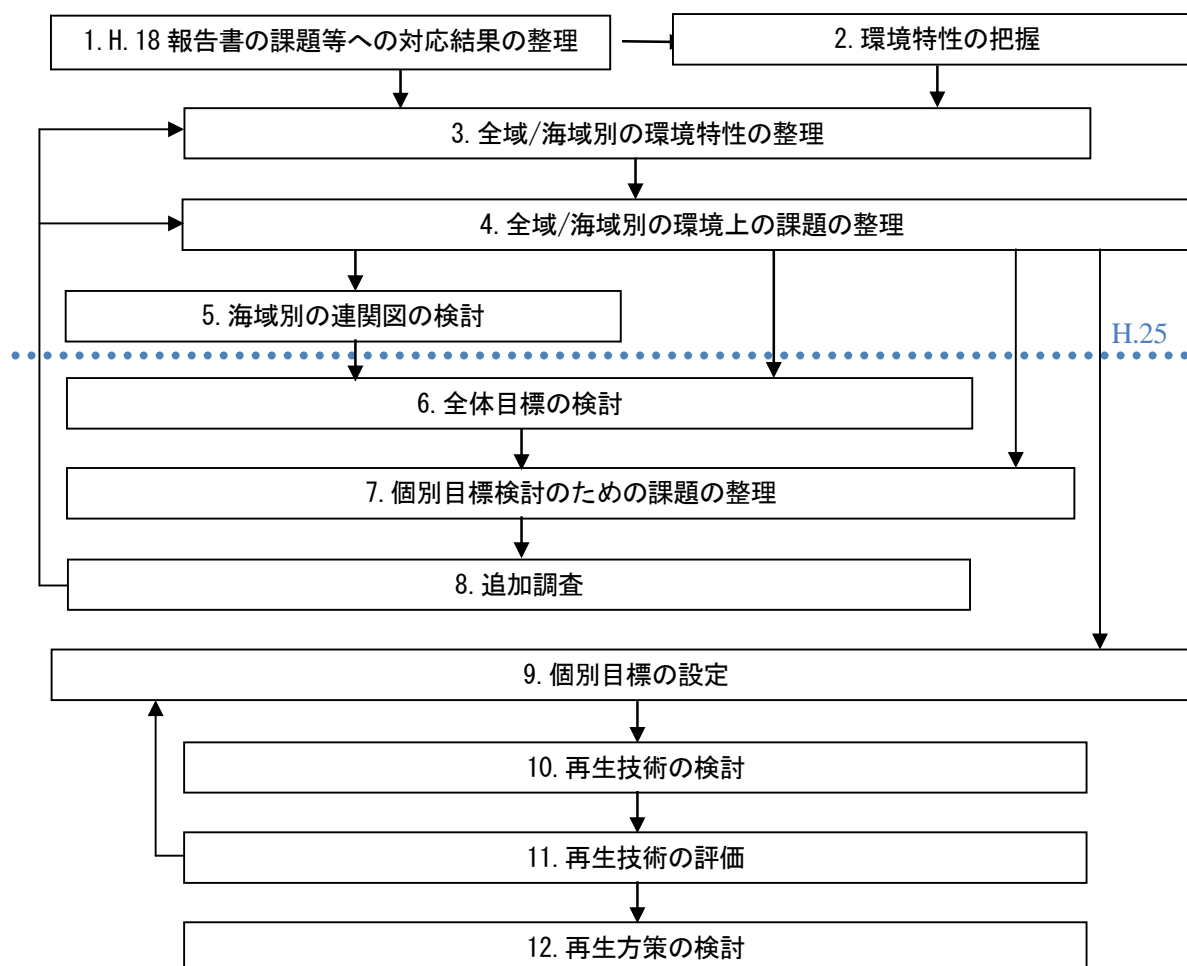 1. H. 18 報告書の課題等への対応結果の整理
2. 環境特性の把握
3. 全域/海域別の環境特性の整理
4. 全域/海域別の環境上の課題の整理
5. 海域別の連関図の検討
H.25
6. 全体目標の検討
7. 個別目標検討のための課題の整理
8. 追加調査
9. 個別目標の設定
10. 再生技術の検討
11. 再生技術の評価
12. 再生方策の検討